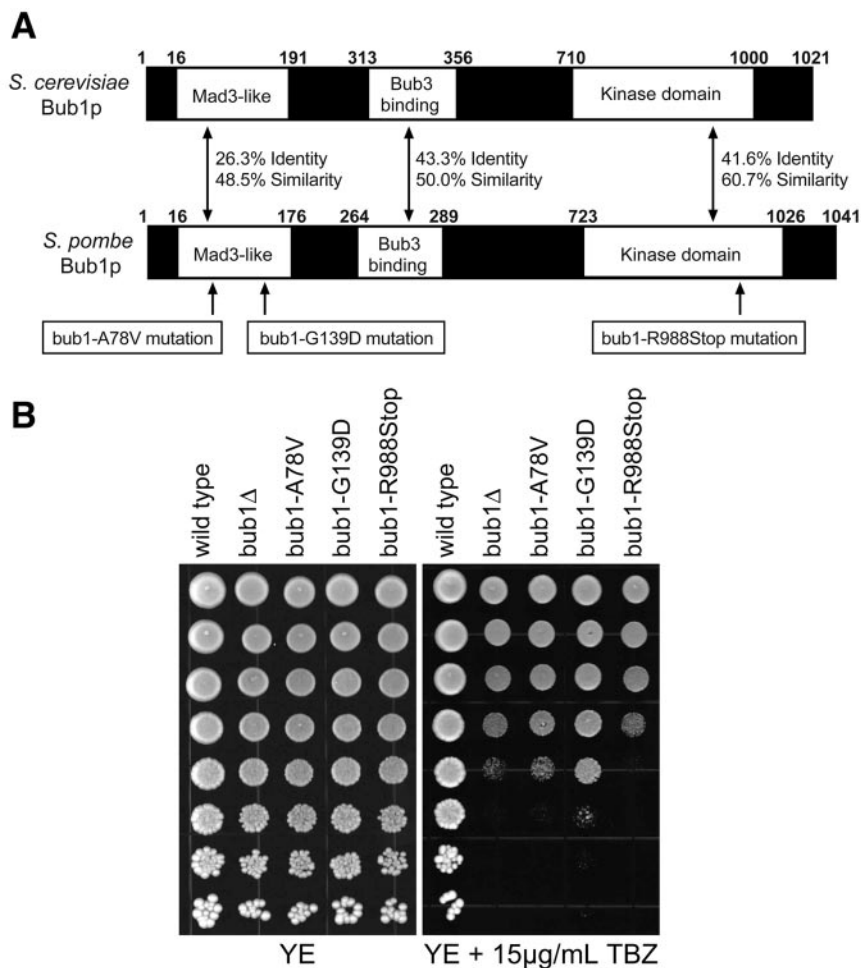 A
1 16 191 313 356 710 1000 1021
S. cerevisiae
Bub1p
Mad3-like
Bub3
binding
Kinase domain
26.3% Identity
48.5% Similarity
43.3% Identity
50.0% Similarity
41.6% Identity
60.7% Similarity
1 16 176 264 289 723 1026 1041
S. pombe
Bub1p
Mad3-like
Bub3
binding
Kinase domain
bub1-A78V mutation
bub1-G139D mutation
bub1-R988Stop mutation
B
wild type
bub1Δ
bub1-A78V
bub1-G139D
bub1-R988Stop
wild type
bub1Δ
bub1-A78V
bub1-G139D
bub1-R988Stop
YE
YE + 15μg/mL TBZ